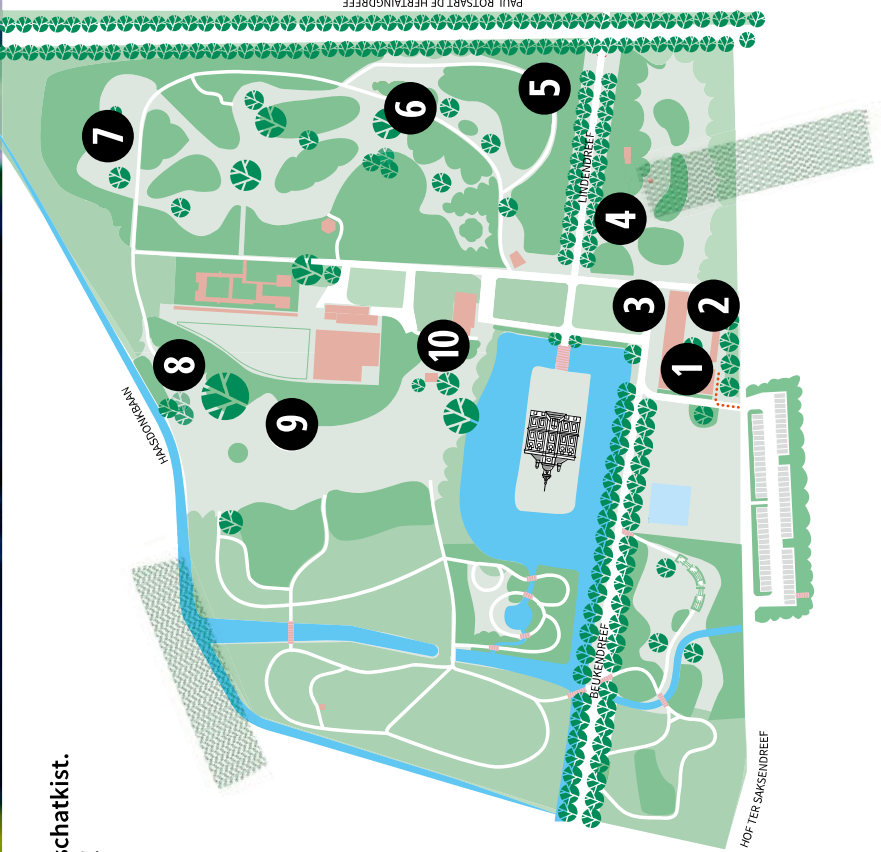 PAUL ROTSART DE HERTAINGDREEF
LINDENDREEF
HAASDONKBAAN
BEUKENDREEF
HOF TER SAKSENDREEF
1
2
3
4
5
6
7
8
9
10
schatkist.